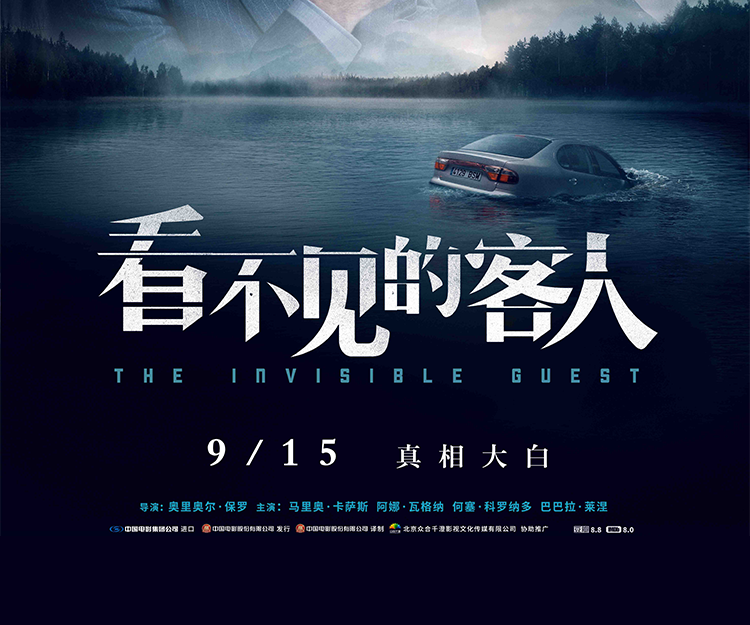 4129 BSM
看不见的客人
THE INVISIBLE GUEST
9/15 真相大白
导演：奥里奥尔·保罗 主演：马里奥·卡萨斯 阿娜·瓦格纳 何塞·科罗纳多 巴巴拉·莱涅
中国电影集团公司 进口 中国电影股份有限公司 发行 中国电影股份有限公司 译制 北京众合千澄影视文化传媒有限公司 协助推广 豆瓣 8.8 IMDb 8.0